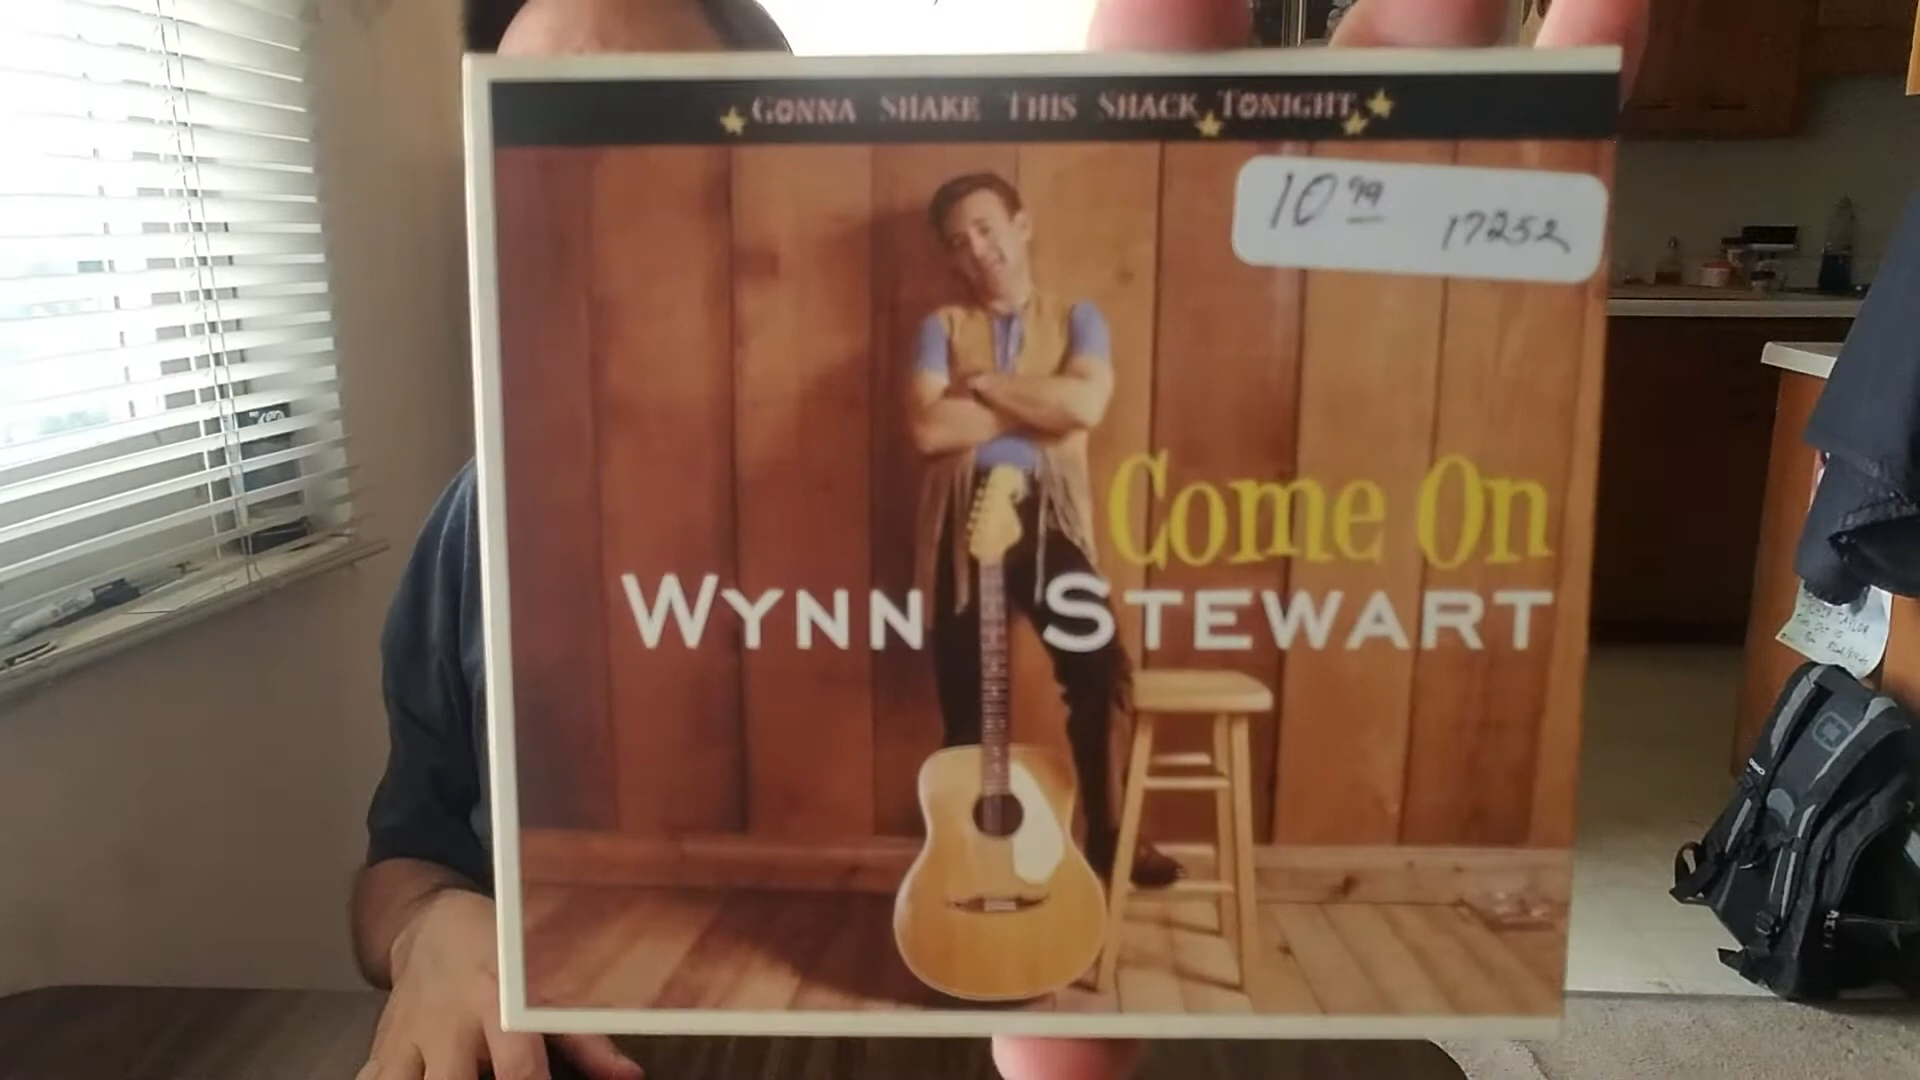 GONNA SHAKE THIS SHACK TONIGHT
10 99
17252
Come On
WYNN STEWART